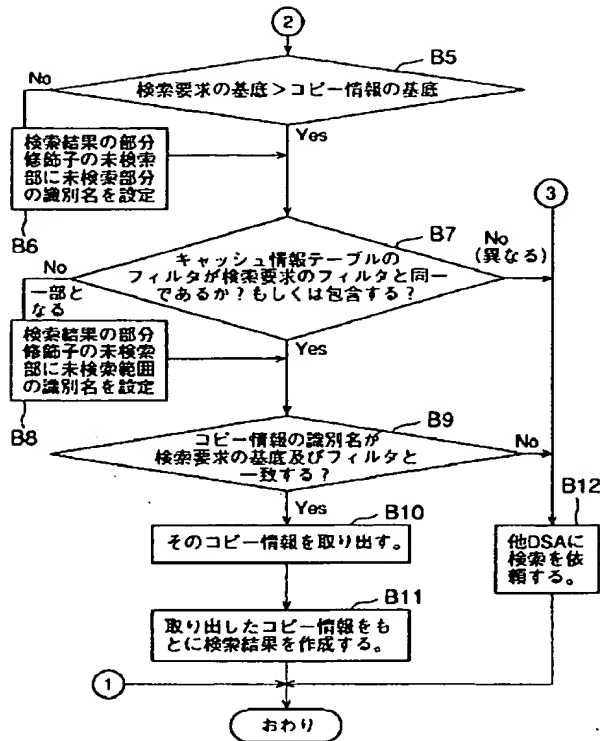 ②
B5
No
検索要求の基底>コピー情報の基底
Yes
検索結果の部分
修飾子の未検索
部に未検索部分
の識別名を設定
B6
③
B7
No
(異なる)
キャッシュ情報テーブルの
フィルタが検索要求のフィルタと同一
であるか?もしくは包含する?
No
一部と
なる
Yes
検索結果の部分
修飾子の未検索
部に未検索範囲
の識別名を設定
B8
B9
コピー情報の識別名が
検索要求の基底及びフィルタと
一致する?
No
Yes
B10
そのコピー情報を取り出す。
B12
他DSAに
検索を依
頼する。
B11
取り出したコピー情報をも
とに検索結果を作成する。
①
おわり